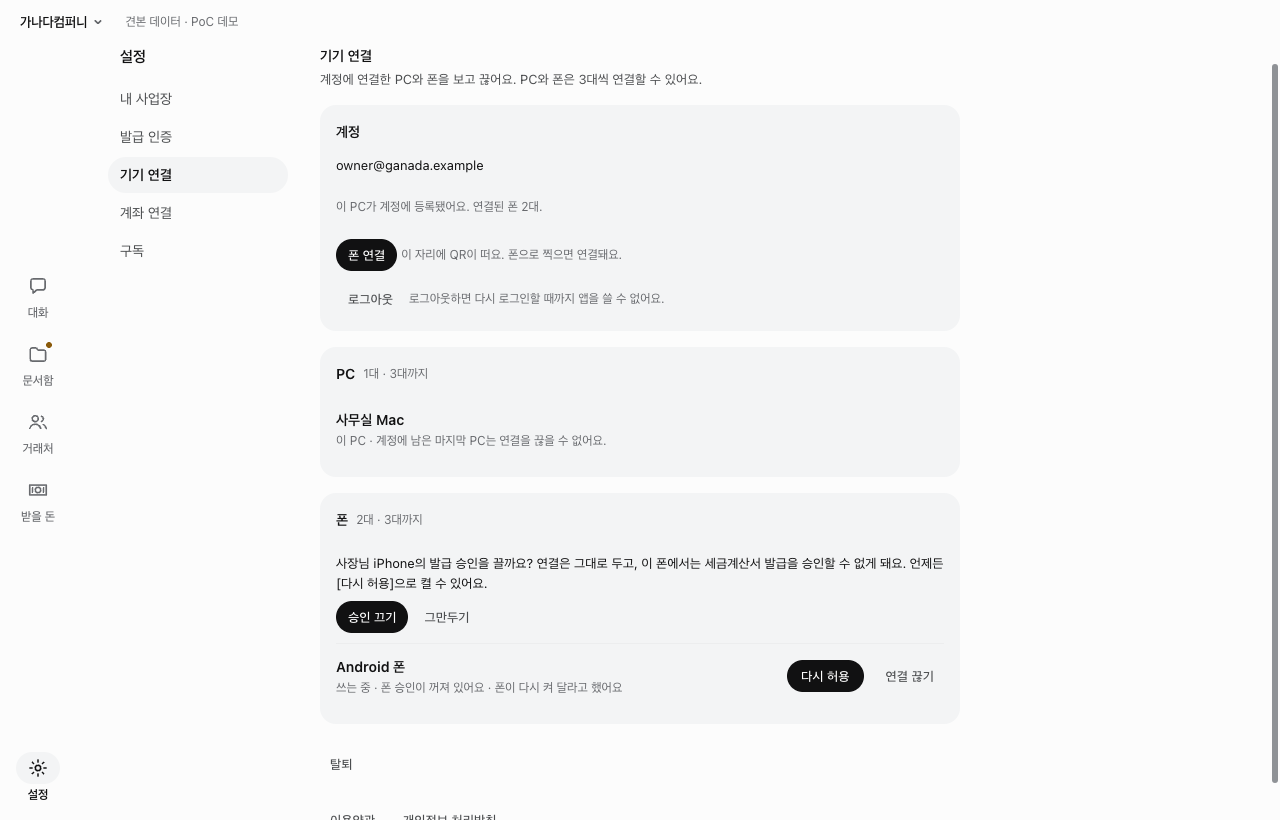 가나다컴퍼니
견본 데이터 · PoC 데모
설정
내 사업장
발급 인증
기기 연결
계좌 연결
구독
대화
문서함
거래처
받을 돈
설정
기기 연결
계정에 연결한 PC와 폰을 보고 끊어요. PC와 폰은 3대씩 연결할 수 있어요.
계정
owner@ganada.example
이 PC가 계정에 등록됐어요. 연결된 폰 2대.
폰 연결 이 자리에 QR이 떠요. 폰으로 찍으면 연결돼요.
로그아웃 로그아웃하면 다시 로그인할 때까지 앱을 쓸 수 없어요.
PC 1대 · 3대까지
사무실 Mac
이 PC · 계정에 남은 마지막 PC는 연결을 끊을 수 없어요.
폰 2대 · 3대까지
사장님 iPhone의 발급 승인을 끌까요? 연결은 그대로 두고, 이 폰에서는 세금계산서 발급을 승인할 수 없게 돼요. 언제든
[다시 허용]으로 켤 수 있어요.
승인 끄기 그만두기
Android 폰
쓰는 중 · 폰 승인이 꺼져 있어요 · 폰이 다시 켜 달라고 했어요
다시 허용 연결 끊기
탈퇴
이용약관 개인정보 처리방침